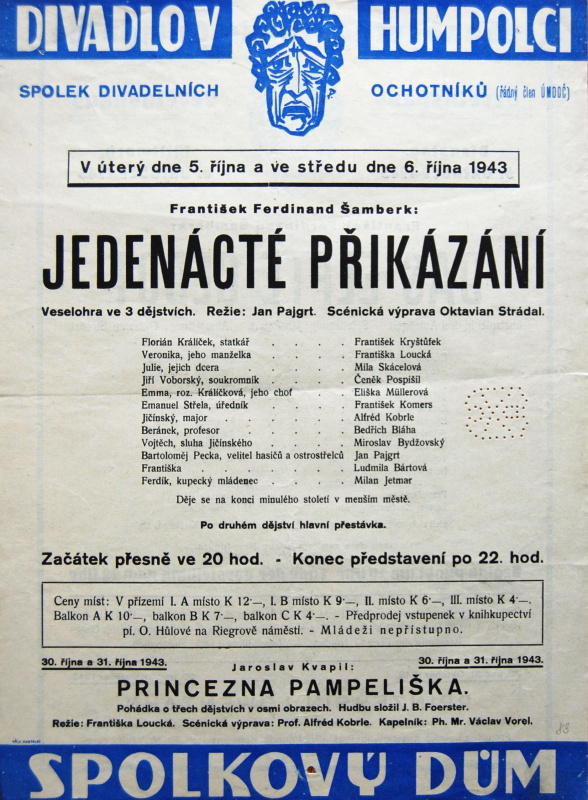 DIVADLO V HUMPOLCI
SPOLEK DIVADELNÍCH OCHOTNÍKŮ (řádný člen ÚMDOČ)
V úterý dne 5. října a ve středu dne 6. října 1943
František Ferdinand Šamberk:
JEDENÁCTÉ PŘIKÁZÁNÍ
Veselohra ve 3 dějstvích. Režie: Jan Pajgrt. Scénická výprava Oktavian Strádal.
Florián Králíček, statkář . . . . František Kryštůfek
Veronika, jeho manželka . . . . Františka Loucká
Julie, jejich dcera . . . . Míla Skácelová
Jiří Voborský, soukromník . . . . Čeněk Pospíšil
Emma, roz. Králíčková, jeho choť . . . Eliška Müllerová
Emanuel Střela, úředník . . . . František Komers
Jičínský, major . . . . . Alfréd Kobrle
Beránek, profesor . . . . . Bedřich Bláha
Vojtěch, sluha Jičínského . . . . Miroslav Bydžovský
Bartoloměj Pecka, velitel hasičů a ostrostřelců Jan Pajgrt
Františka . . . . . . Ludmila Bártová
Ferdík, kupecký mládenec . . . . Milan Jetmar
Děje se na konci minulého století v menším městě.
Po druhém dějství hlavní přestávka.
Začátek přesně ve 20 hod. - Konec představení po 22. hod.
Ceny míst: V přízemí I. A místo K 12·—, I. B místo K 9·—, II. místo K 6·—, III. místo K 4·—.
Balkon A K 10·—, balkon B K 7·—, balkon C K 4·—. - Předprodej vstupenek v knihkupectví
pí. O. Hůlové na Riegrově náměstí. - Mládeži nepřístupno.
30. října a 31. října 1943. 30. října a 31. října 1943.
Jaroslav Kvapil:
PRINCEZNA PAMPELIŠKA.
Pohádka o třech dějstvích v osmi obrazech. Hudbu složil J. B. Foerster.
Režie: Františka Loucká. Scénická výprava: Prof. Alfréd Kobrle. Kapelník: Ph. Mr. Václav Vorel.
83
SPOLKOVÝ DŮM